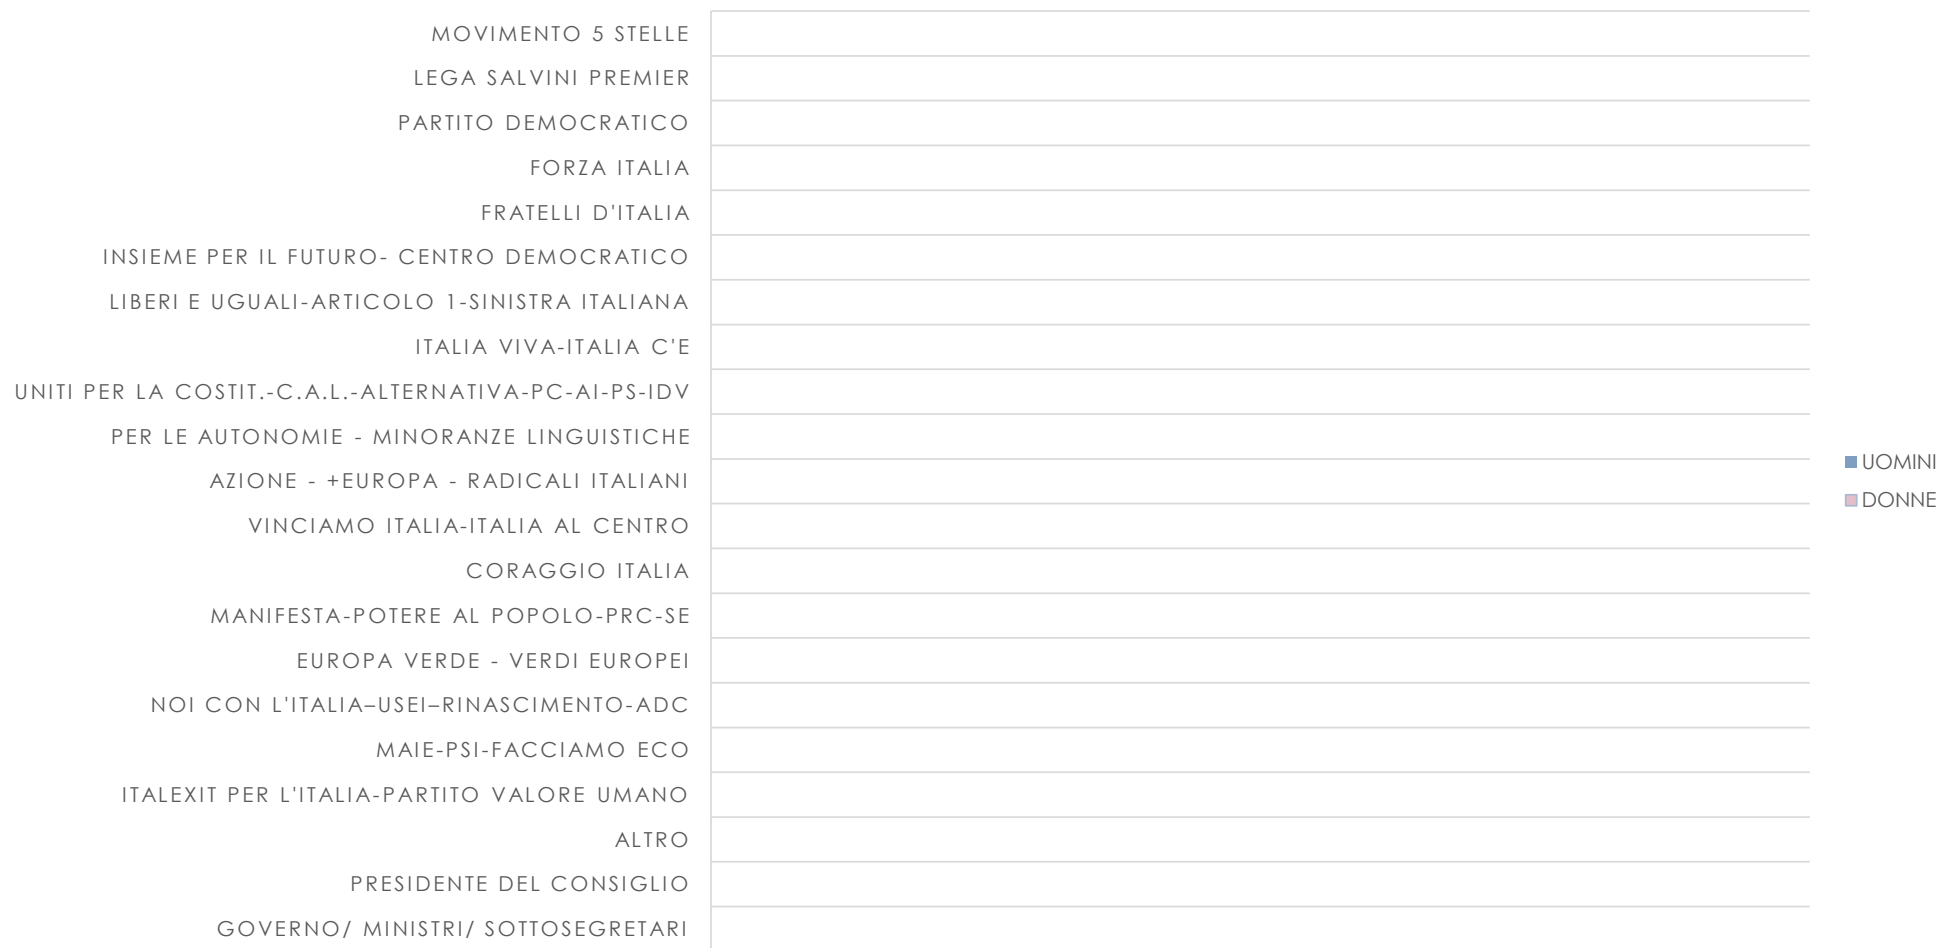 MOVIMENTO 5 STELLE
LEGA SALVINI PREMIER
PARTITO DEMOCRATICO
FORZA ITALIA
FRATELLI D'ITALIA
INSIEME PER IL FUTURO- CENTRO DEMOCRATICO
LIBERI E UGUALI-ARTICOLO 1-SINISTRA ITALIANA
ITALIA VIVA-ITALIA C'E
UNITI PER LA COSTIT.-C.A.L.-ALTERNATIVA-PC-AI-PS-IDV
PER LE AUTONOMIE - MINORANZE LINGUISTICHE
AZIONE - +EUROPA - RADICALI ITALIANI
VINCIAMO ITALIA-ITALIA AL CENTRO
CORAGGIO ITALIA
MANIFESTA-POTERE AL POPOLO-PRC-SE
EUROPA VERDE - VERDI EUROPEI
NOI CON L'ITALIA–USEI–RINASCIMENTO-ADC
MAIE-PSI-FACCIAMO ECO
ITALEXIT PER L'ITALIA-PARTITO VALORE UMANO
ALTRO
PRESIDENTE DEL CONSIGLIO
GOVERNO/ MINISTRI/ SOTTOSEGRETARI
UOMINI
DONNE